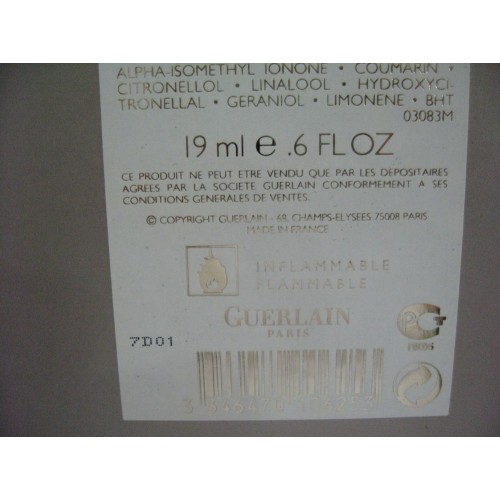 ALPHA-ISOMETHYL IONONE • COUMARIN •
CITRONELLOL • LINALOOL • HYDROXYCI-
TRONELLAL • GERANIOL • LIMONENE • BHT
03083M
19 ml e .6 FL OZ
CE PRODUIT NE PEUT ETRE VENDU QUE PAR LES DEPOSITAIRES
AGREES PAR LA SOCIETE GUERLAIN CONFORMEMENT A SES
CONDITIONS GENERALES DE VENTES.
© COPYRIGHT GUERLAIN - 68, CHAMPS-ELYSEES 75008 PARIS
MADE IN FRANCE
INFLAMMABLE
FLAMMABLE
GUERLAIN
PARIS
7D01